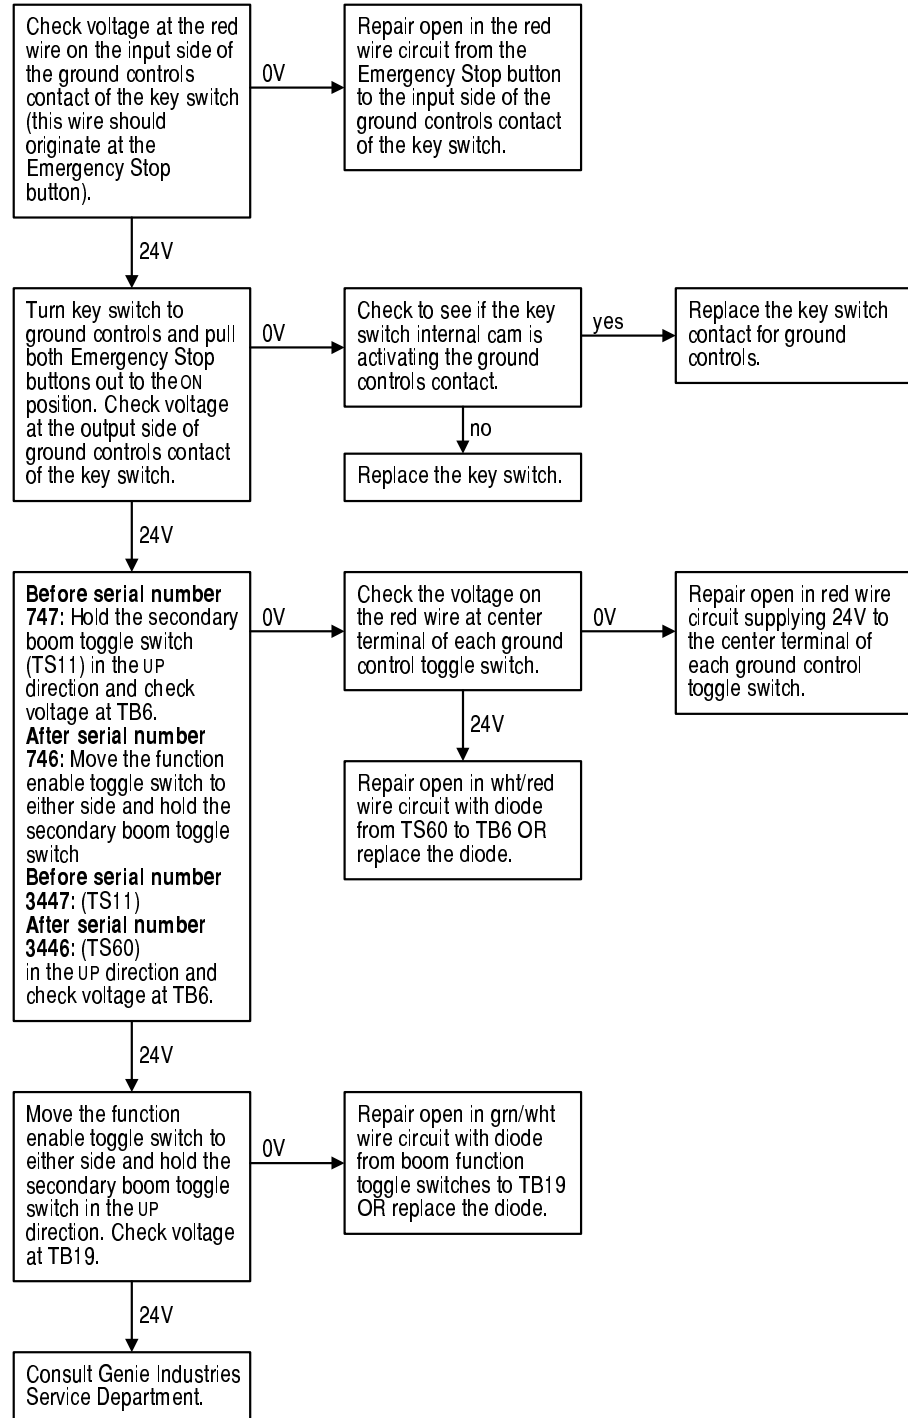 Check voltage at the red
wire on the input side of
the ground controls
contact of the key switch
(this wire should
originate at the
Emergency Stop
button).
0V
Repair open in the red
wire circuit from the
Emergency Stop button
to the input side of the
ground controls contact
of the key switch.
24V
Turn key switch to
ground controls and pull
both Emergency Stop
buttons out to the ON
position. Check voltage
at the output side of
ground controls contact
of the key switch.
0V
Check to see if the key
switch internal cam is
activating the ground
controls contact.
yes
Replace the key switch
contact for ground
controls.
no
Replace the key switch.
24V
Before serial number
747: Hold the secondary
boom toggle switch
(TS11) in the UP
direction and check
voltage at TB6.
After serial number
746: Move the function
enable toggle switch to
either side and hold the
secondary boom toggle
switch
Before serial number
3447: (TS11)
After serial number
3446: (TS60)
in the UP direction and
check voltage at TB6.
0V
Check the voltage on
the red wire at center
terminal of each ground
control toggle switch.
0V
Repair open in red wire
circuit supplying 24V to
the center terminal of
each ground control
toggle switch.
24V
Repair open in wht/red
wire circuit with diode
from TS60 to TB6 OR
replace the diode.
24V
Move the function
enable toggle switch to
either side and hold the
secondary boom toggle
switch in the UP
direction. Check voltage
at TB19.
0V
Repair open in grn/wht
wire circuit with diode
from boom function
toggle switches to TB19
OR replace the diode.
24V
Consult Genie Industries
Service Department.